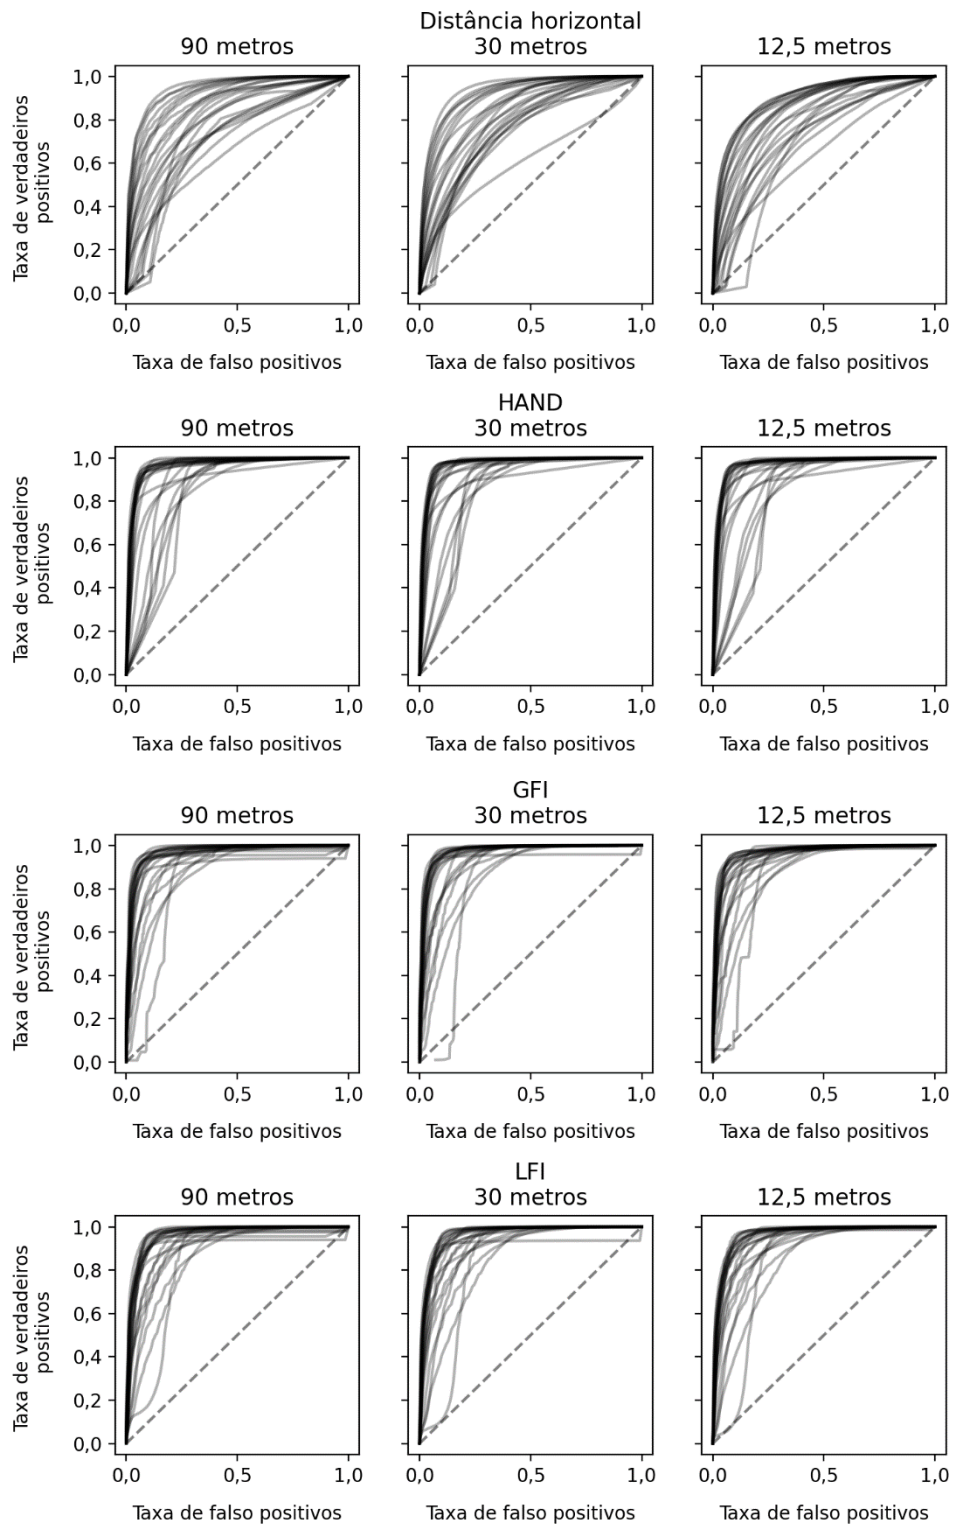 Distância horizontal
90 metros 30 metros 12,5 metros
1,0
0,8
0,6
0,4
0,2
0,0
Taxa de verdadeiros
positivos
0,0 0,5 1,0 0,0 0,5 1,0 0,0 0,5 1,0
Taxa de falso positivos Taxa de falso positivos Taxa de falso positivos
HAND
90 metros 30 metros 12,5 metros
1,0
0,8
0,6
0,4
0,2
0,0
Taxa de verdadeiros
positivos
0,0 0,5 1,0 0,0 0,5 1,0 0,0 0,5 1,0
Taxa de falso positivos Taxa de falso positivos Taxa de falso positivos
GFI
90 metros 30 metros 12,5 metros
1,0
0,8
0,6
0,4
0,2
0,0
Taxa de verdadeiros
positivos
0,0 0,5 1,0 0,0 0,5 1,0 0,0 0,5 1,0
Taxa de falso positivos Taxa de falso positivos Taxa de falso positivos
LFI
90 metros 30 metros 12,5 metros
1,0
0,8
0,6
0,4
0,2
0,0
Taxa de verdadeiros
positivos
0,0 0,5 1,0 0,0 0,5 1,0 0,0 0,5 1,0
Taxa de falso positivos Taxa de falso positivos Taxa de falso positivos